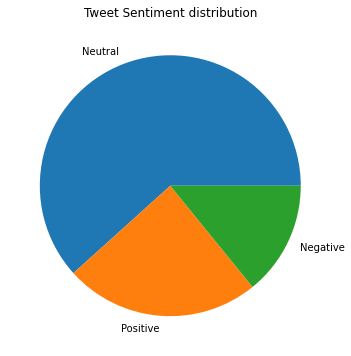 Tweet Sentiment distribution
Neutral
Negative
Positive